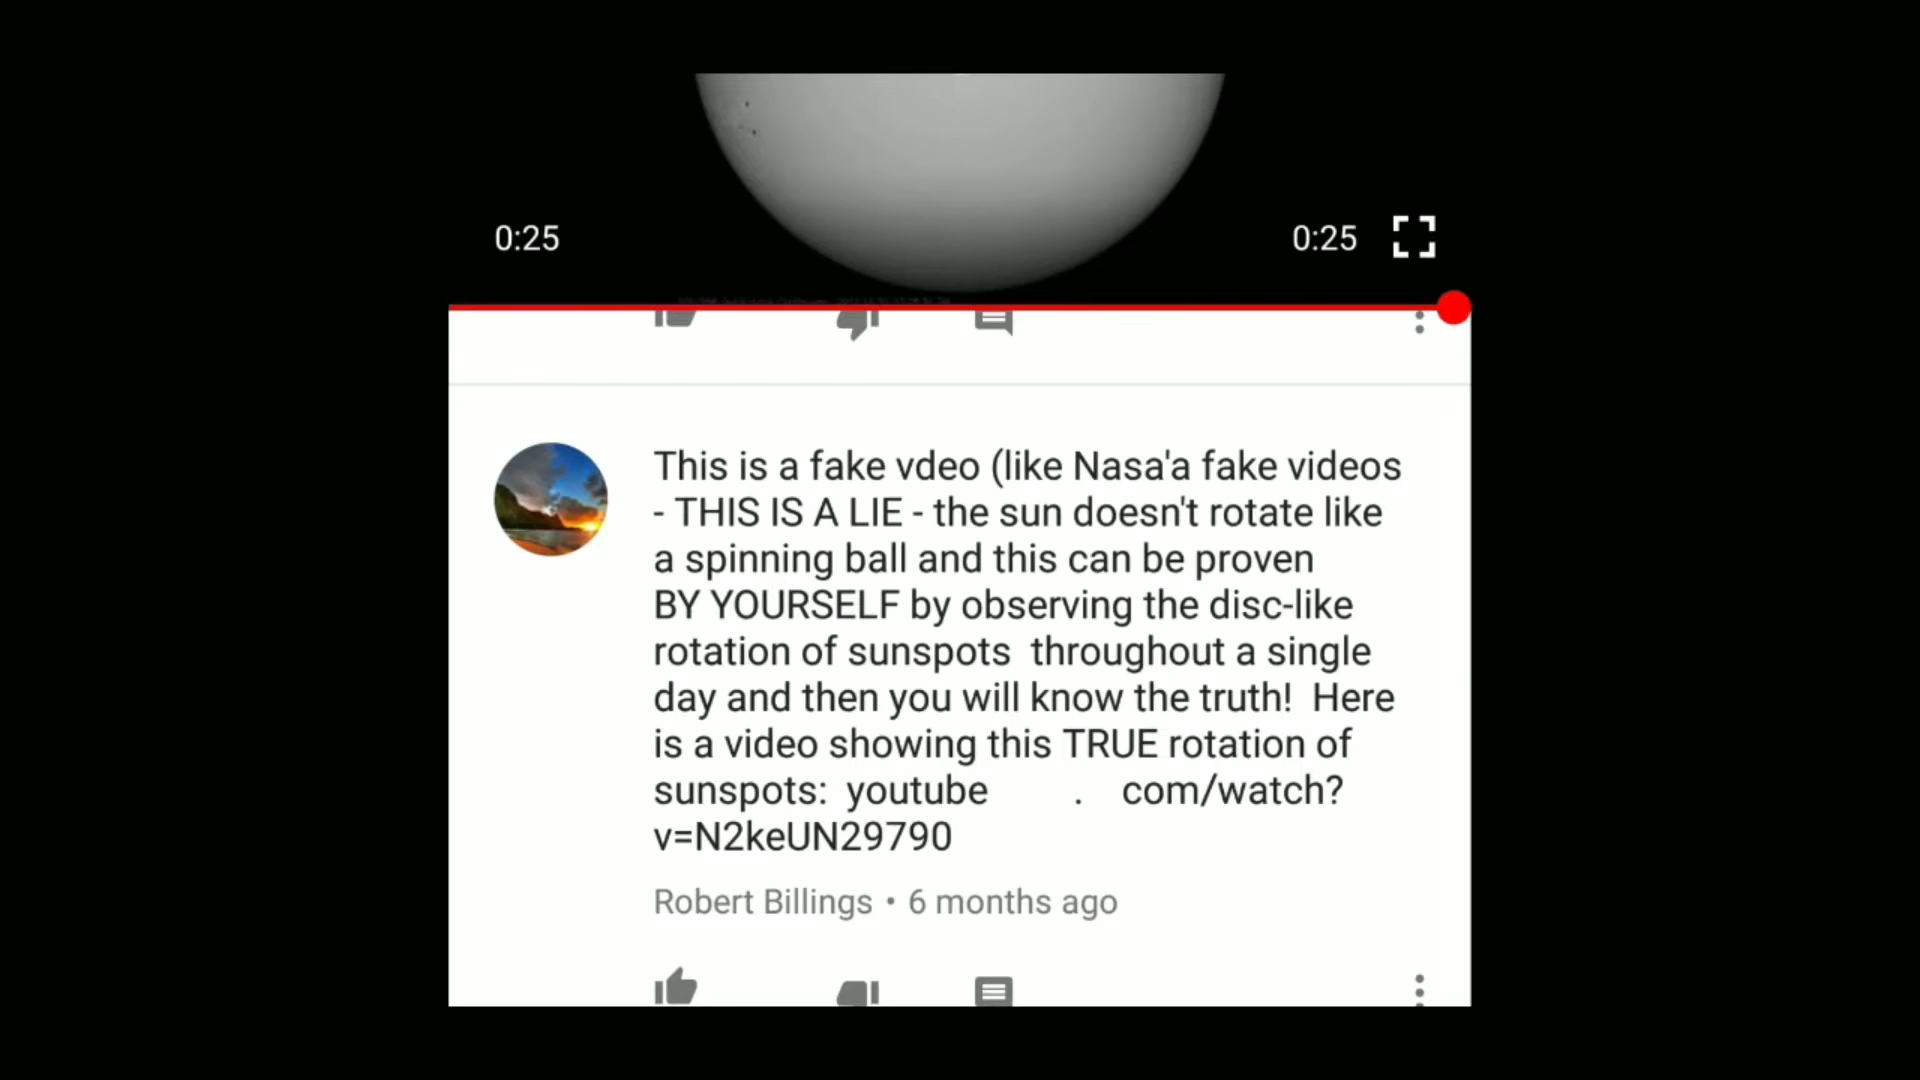 0:25
0:25
This is a fake vdeo (like Nasa'a fake videos
- THIS IS A LIE - the sun doesn't rotate like
a spinning ball and this can be proven
BY YOURSELF by observing the disc-like
rotation of sunspots  throughout a single
day and then you will know the truth!  Here
is a video showing this TRUE rotation of
sunspots:  youtube        .    com/watch?
v=N2keUN29790
Robert Billings • 6 months ago